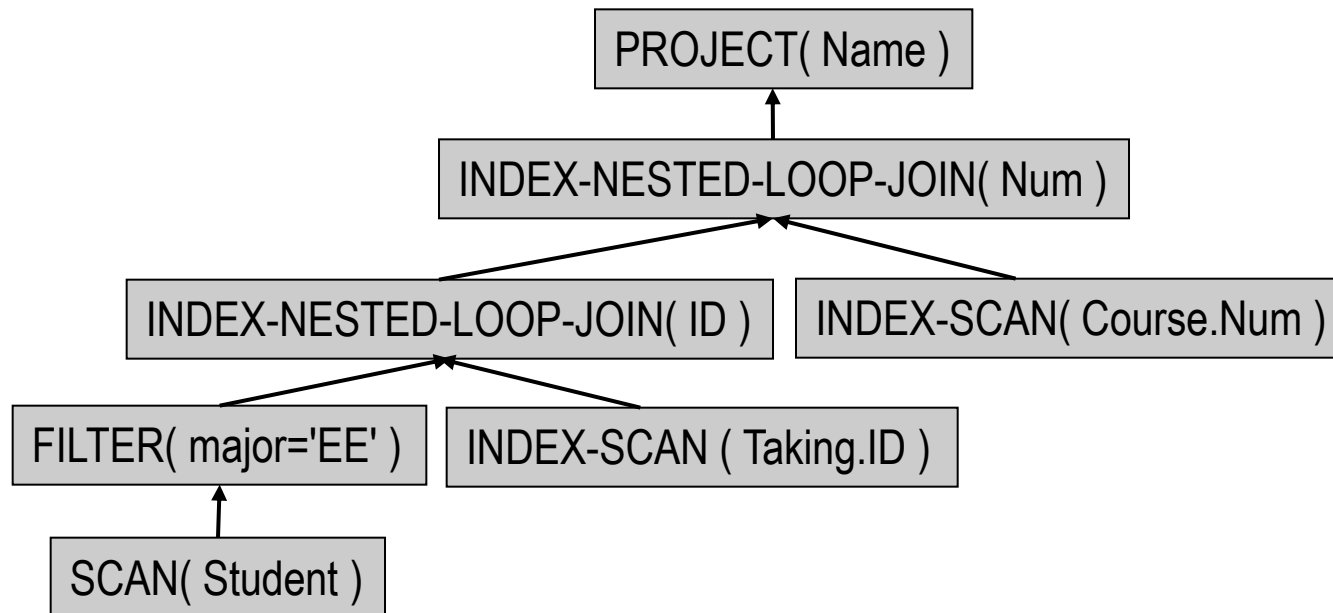 PROJECT( Name )
INDEX-NESTED-LOOP-JOIN( Num )
INDEX-NESTED-LOOP-JOIN( ID )
INDEX-SCAN( Course.Num )
FILTER( major='EE' )
INDEX-SCAN ( Taking.ID )
SCAN( Student )